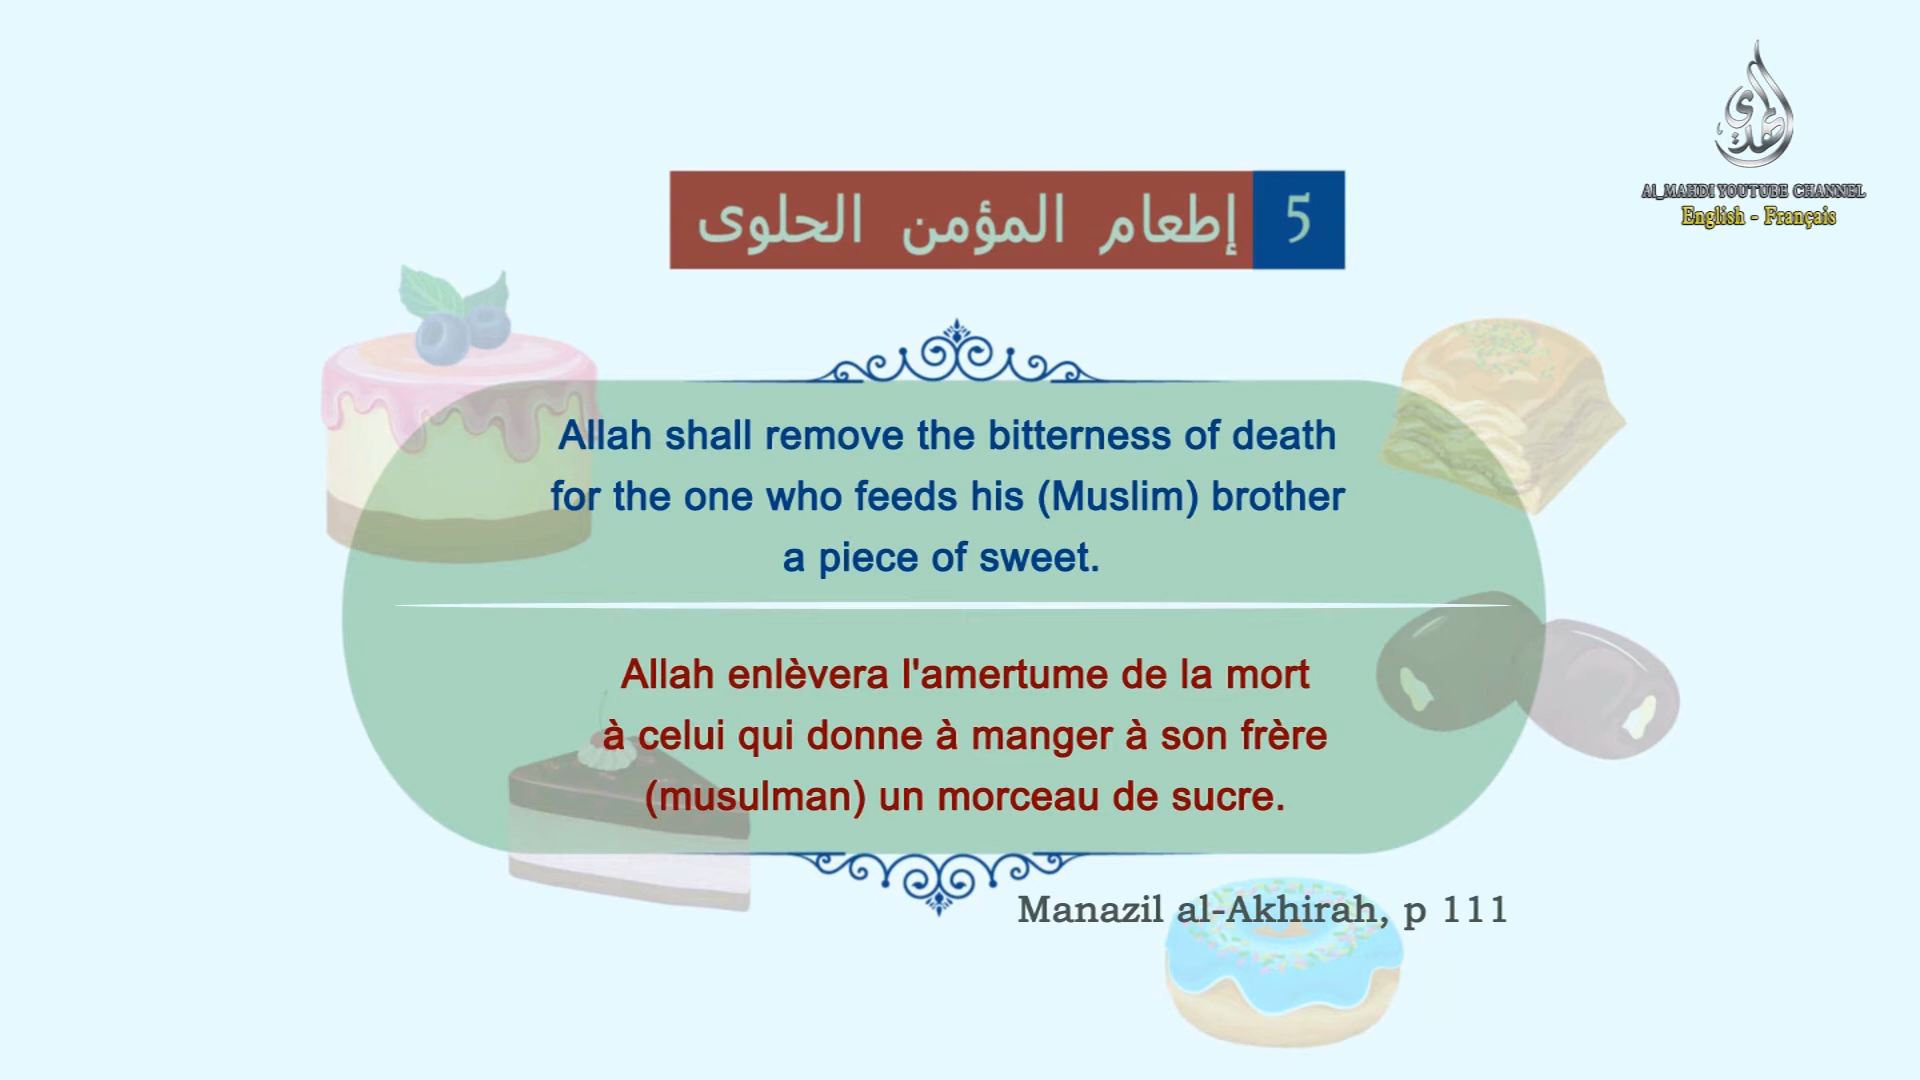 المهدي
Al_MAHDI YOUTUBE CHANNEL
English - Français
5 إطعام المؤمن الحلوى
Allah shall remove the bitterness of death
for the one who feeds his (Muslim) brother
a piece of sweet.
Allah enlèvera l'amertume de la mort
à celui qui donne à manger à son frère
(musulman) un morceau de sucre.
Manazil al-Akhirah, p 111